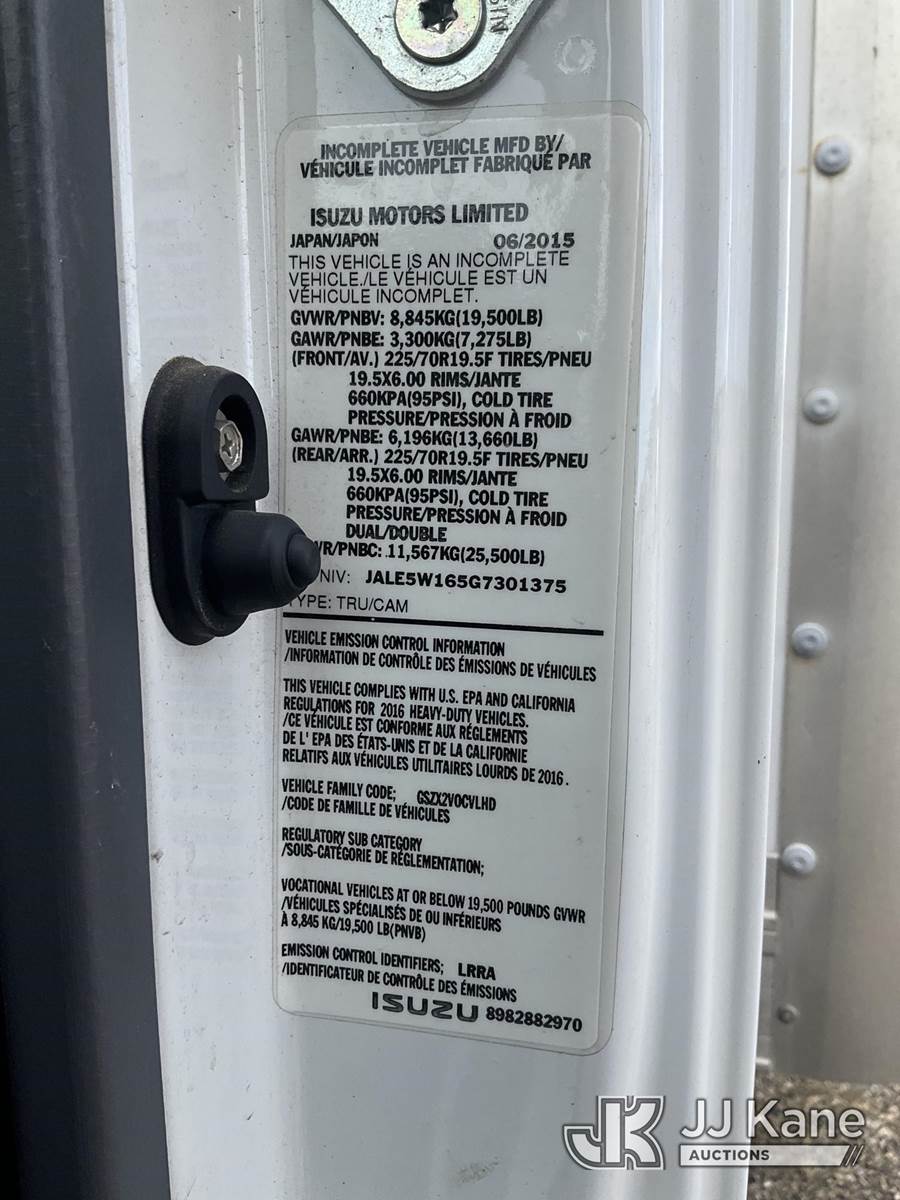 INCOMPLETE VEHICLE MFD BY/
VÉHICULE INCOMPLET FABRIQUÉ PAR
ISUZU MOTORS LIMITED
JAPAN/JAPON 06/2015
THIS VEHICLE IS AN INCOMPLETE
VEHICLE./LE VÉHICULE EST UN
VÉHICULE INCOMPLET.
GVWR/PNBV: 8,845KG(19,500LB)
GAWR/PNBE: 3,300KG(7,275LB)
(FRONT/AV.) 225/70R19.5F TIRES/PNEU
19.5X6.00 RIMS/JANTE
660KPA(95PSI), COLD TIRE
PRESSURE/PRESSION À FROID
GAWR/PNBE: 6,196KG(13,660LB)
(REAR/ARR.) 225/70R19.5F TIRES/PNEU
19.5X6.00 RIMS/JANTE
660KPA(95PSI), COLD TIRE
PRESSURE/PRESSION À FROID
DUAL/DOUBLE
WR/PNBC: 11,567KG(25,500LB)
NIV: JALE5W165G7301375
YPE: TRU/CAM
VEHICLE EMISSION CONTROL INFORMATION
/INFORMATION DE CONTRÔLE DES ÉMISSIONS DE VÉHICULES
THIS VEHICLE COMPLIES WITH U.S. EPA AND CALIFORNIA
REGULATIONS FOR 2016 HEAVY-DUTY VEHICLES.
/CE VÉHICULE EST CONFORME AUX RÉGLEMENTS
DE L' EPA DES ÉTATS-UNIS ET DE LA CALIFORNIE
RELATIFS AUX VÉHICULES UTILITAIRES LOURDS DE 2016.
VEHICLE FAMILY CODE; GSZX2VOCVLHD
/CODE DE FAMILLE DE VÉHICULES
REGULATORY SUB CATEGORY
/SOUS-CATÉGORIE DE RÉGLEMENTATION;
VOCATIONAL VEHICLES AT OR BELOW 19,500 POUNDS GVWR
/VÉHICULES SPÉCIALISÉS DE OU INFÉRIEURS
À 8,845 KG/19,500 LB(PNVB)
EMISSION CONTROL IDENTIFIERS; LRRA
/IDENTIFICATEUR DE CONTRÔLE DES ÉMISSIONS
ISUZU 8982882970
JK JJ Kane
AUCTIONS